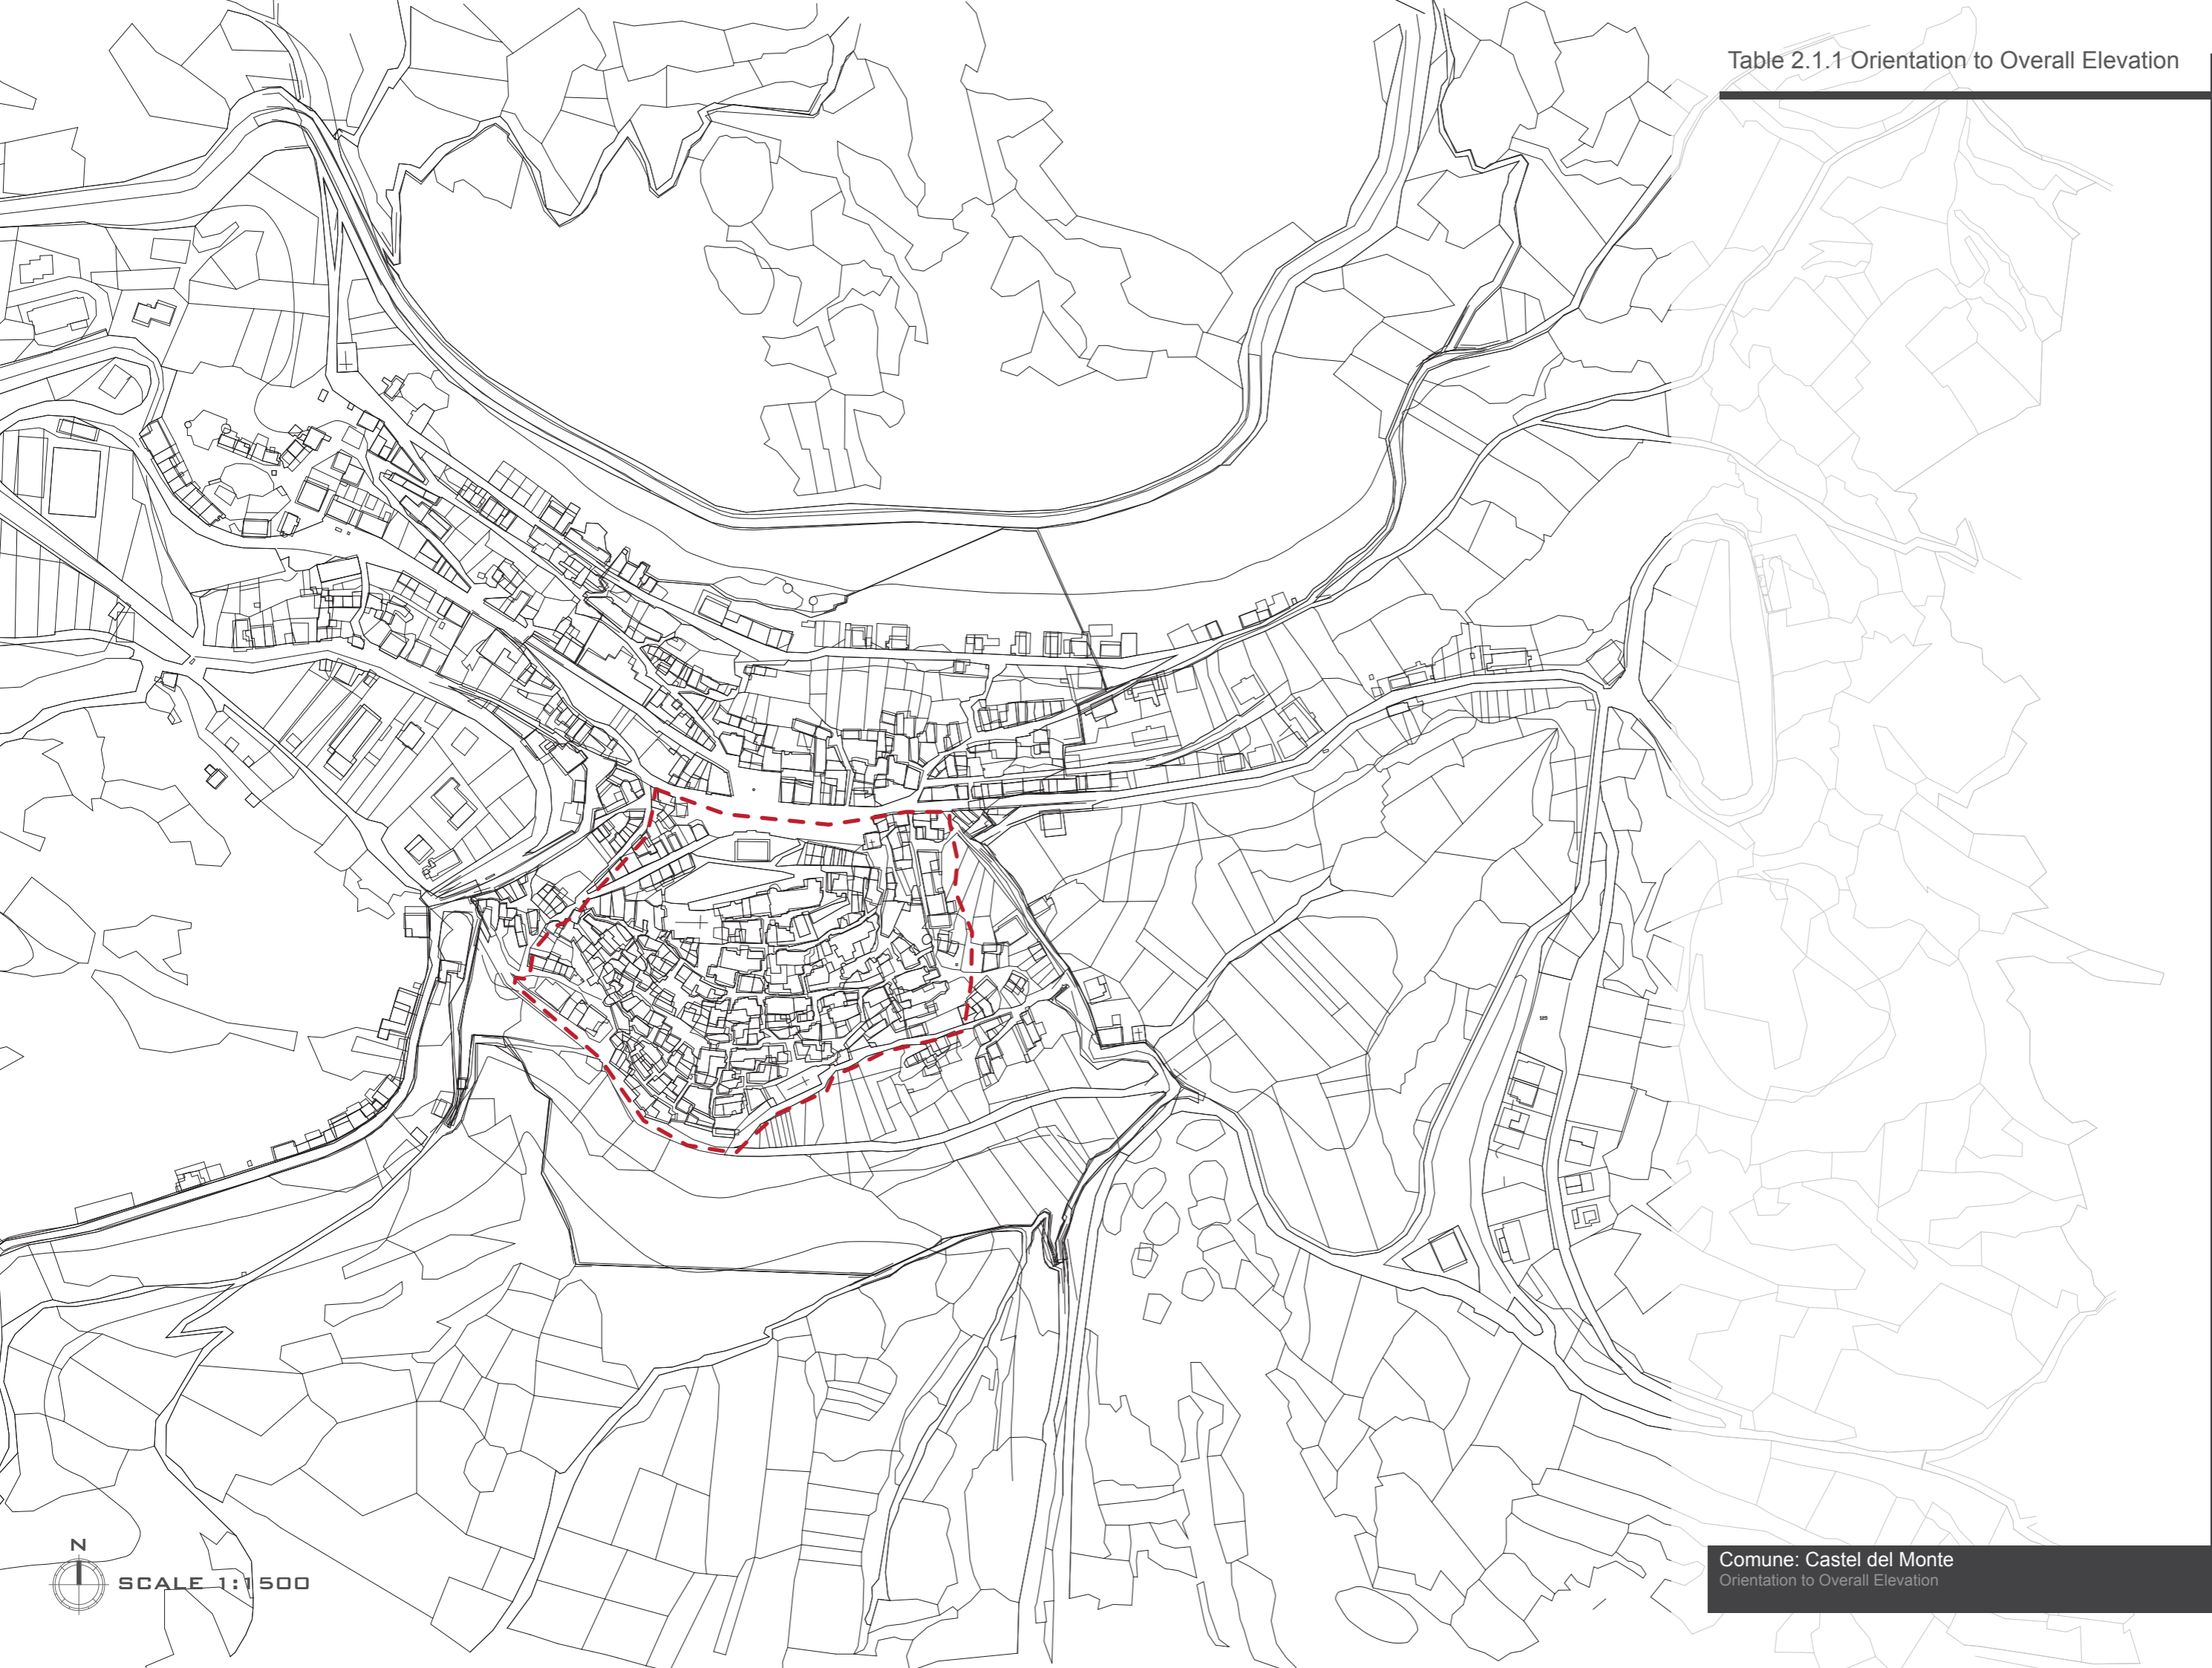 Table 2.1.1 Orientation to Overall Elevation
N
SCALE 1:1500
Comune: Castel del Monte
Orientation to Overall Elevation